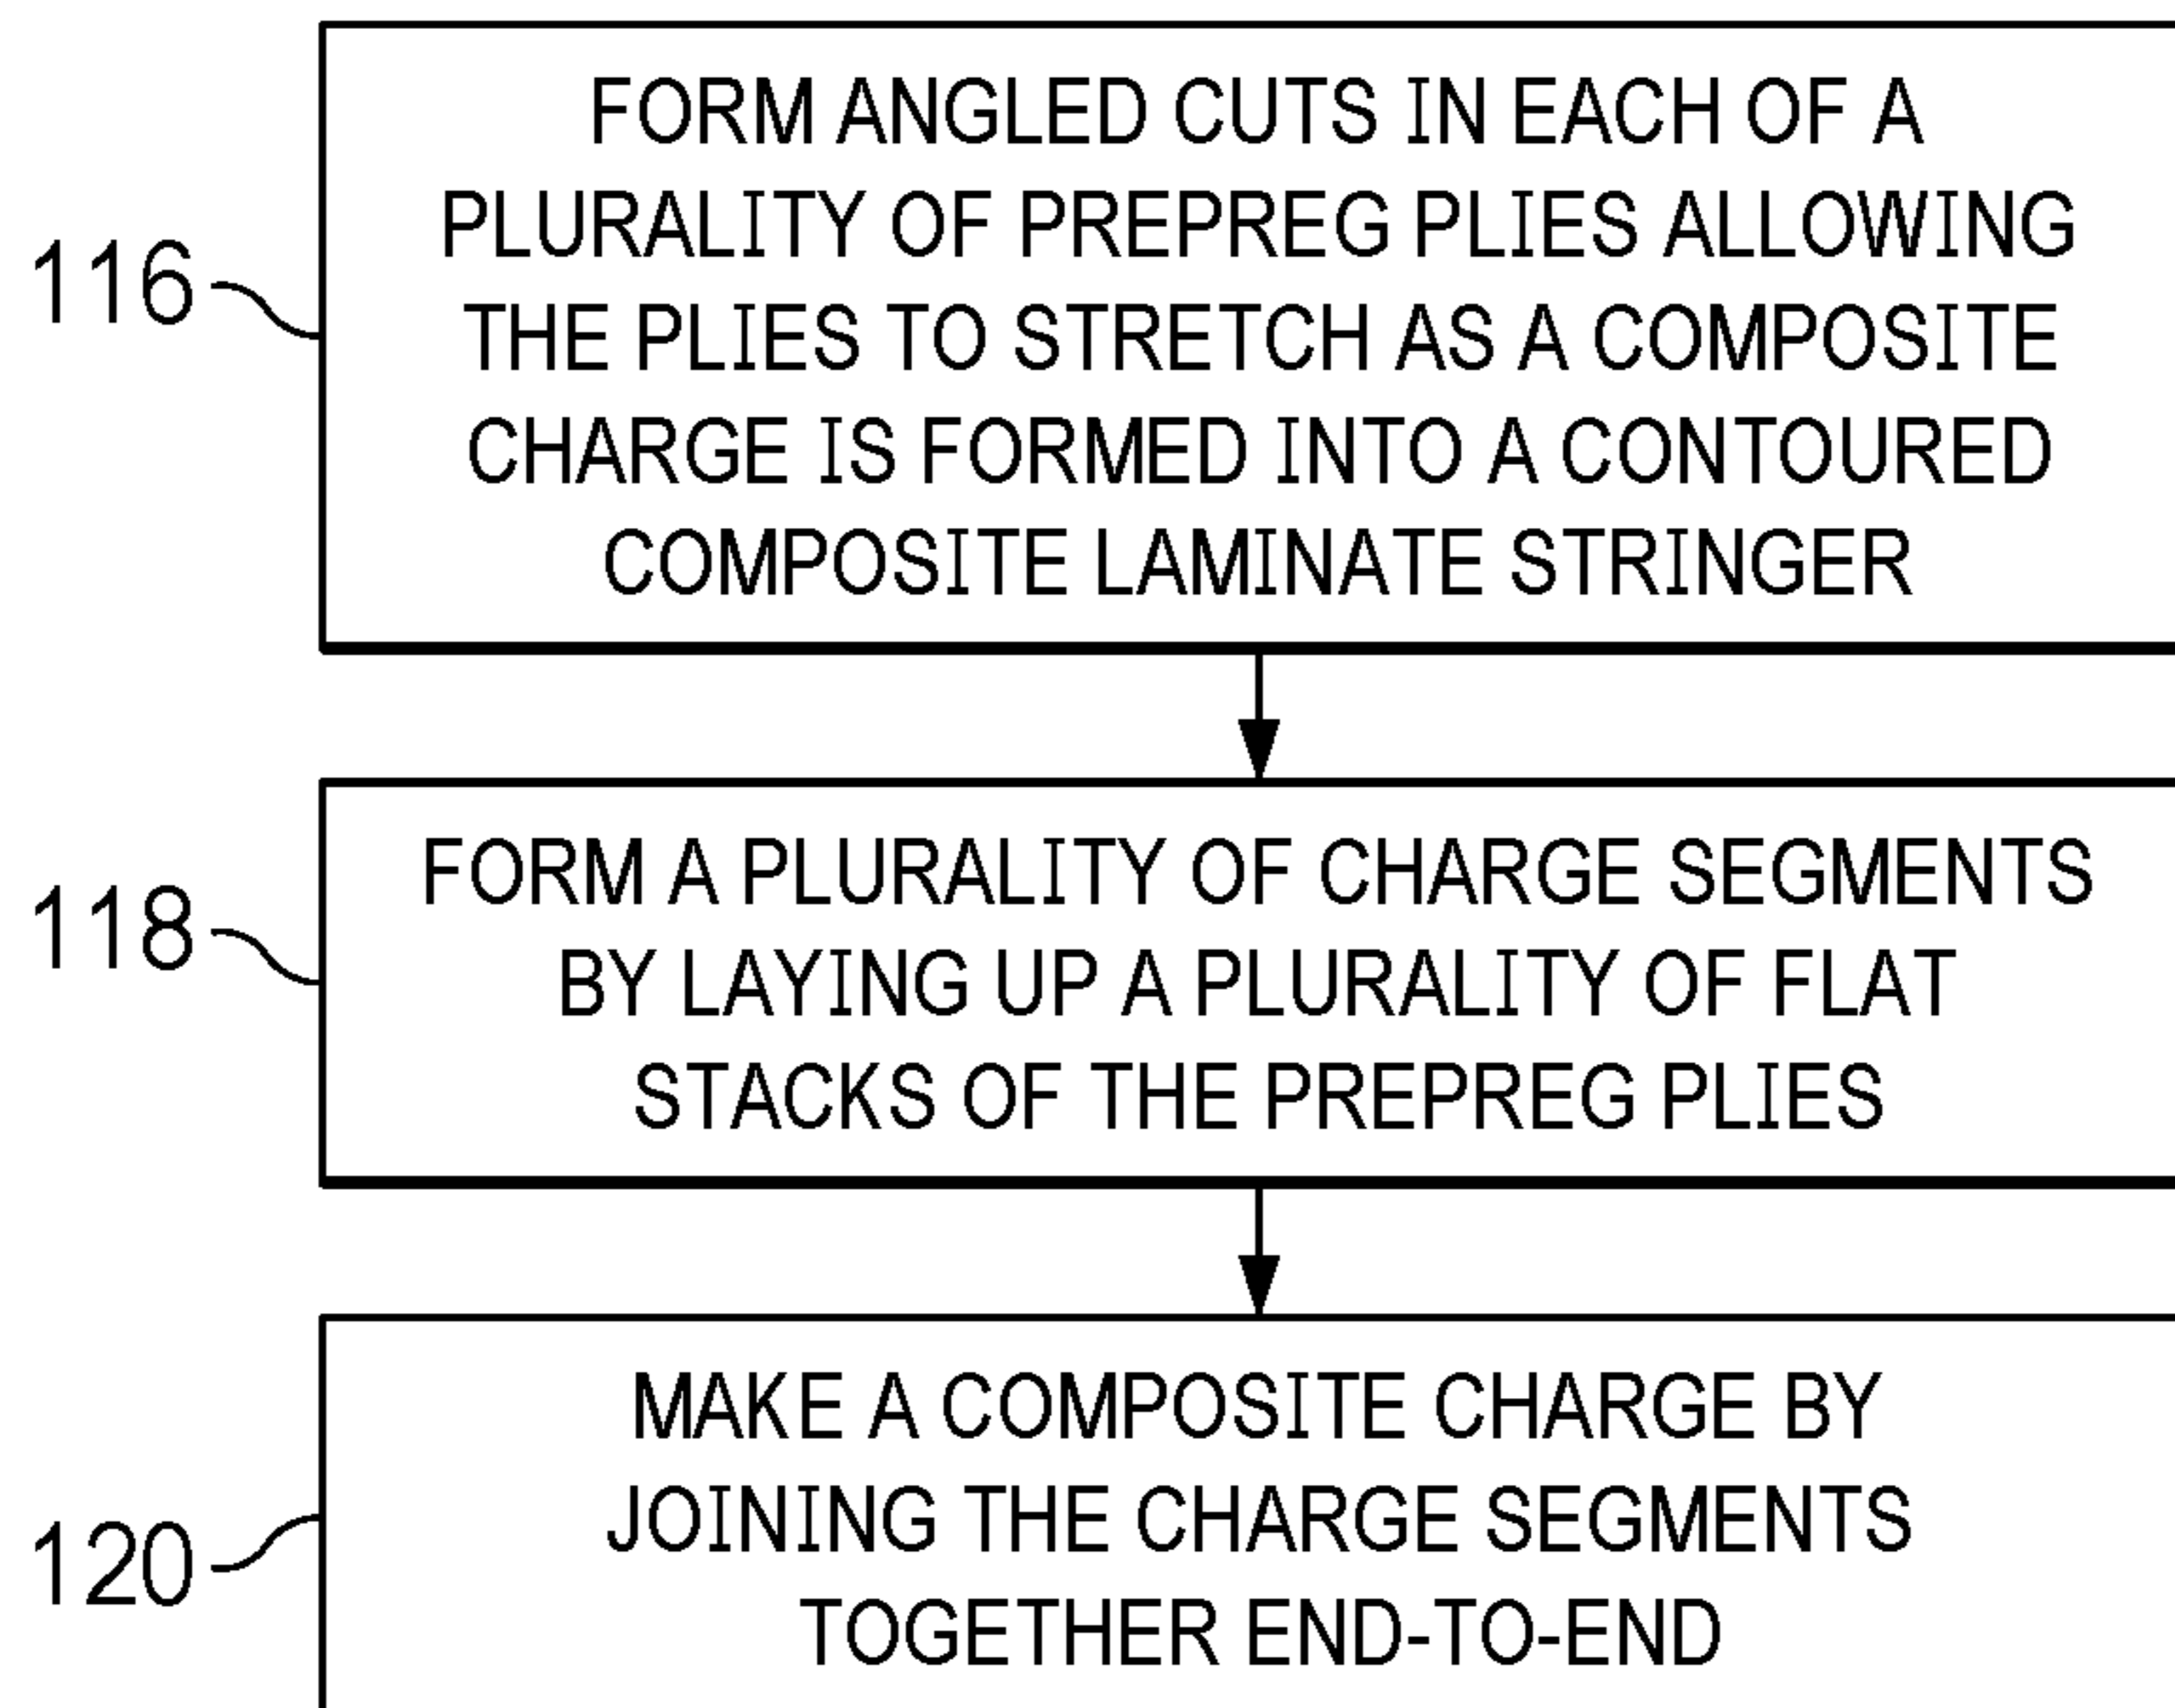 116
FORM ANGLED CUTS IN EACH OF A
PLURALITY OF PREPREG PLIES ALLOWING
THE PLIES TO STRETCH AS A COMPOSITE
CHARGE IS FORMED INTO A CONTOURED
COMPOSITE LAMINATE STRINGER
118
FORM A PLURALITY OF CHARGE SEGMENTS
BY LAYING UP A PLURALITY OF FLAT
STACKS OF THE PREPREG PLIES
120
MAKE A COMPOSITE CHARGE BY
JOINING THE CHARGE SEGMENTS
TOGETHER END-TO-END